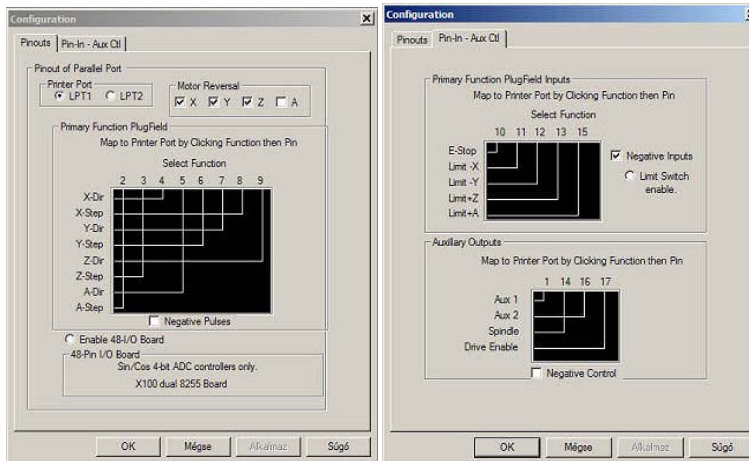 Configuration
Pinouts Pin-In - Aux Ctl
Pinout of Parallel Port
Printer Port
LPT1 LPT2
Motor Reversal
X Y Z A
Primary Function PlugField
Map to Printer Port by Clicking Function then Pin
Select Function
2 3 4 5 6 7 8 9
X-Dir
X-Step
Y-Dir
Y-Step
Z-Dir
Z-Step
A-Dir
A-Step
Negative Pulses
Enable 48-I/O Board
48-Pin I/O Board
Sin/Cos 4-bit ADC controllers only.
X100 dual 8255 Board
OK Mégse Alkalmaz Súgó
Configuration
Pinouts Pin-In - Aux Ctl
Primary Function PlugField Inputs
Map to Printer Port by Clicking Function then Pin
Select Function
10 11 12 13 15
E-Stop
Limit -X
Limit -Y
Limit+Z
Limit+A
Negative Inputs
Limit Switch
enable.
Auxillary Outputs
Map to Printer Port by Clicking Function then Pin
1 14 16 17
Aux 1
Aux 2
Spindle
Drive Enable
Negative Control
OK Mégse Alkalmaz Súgó